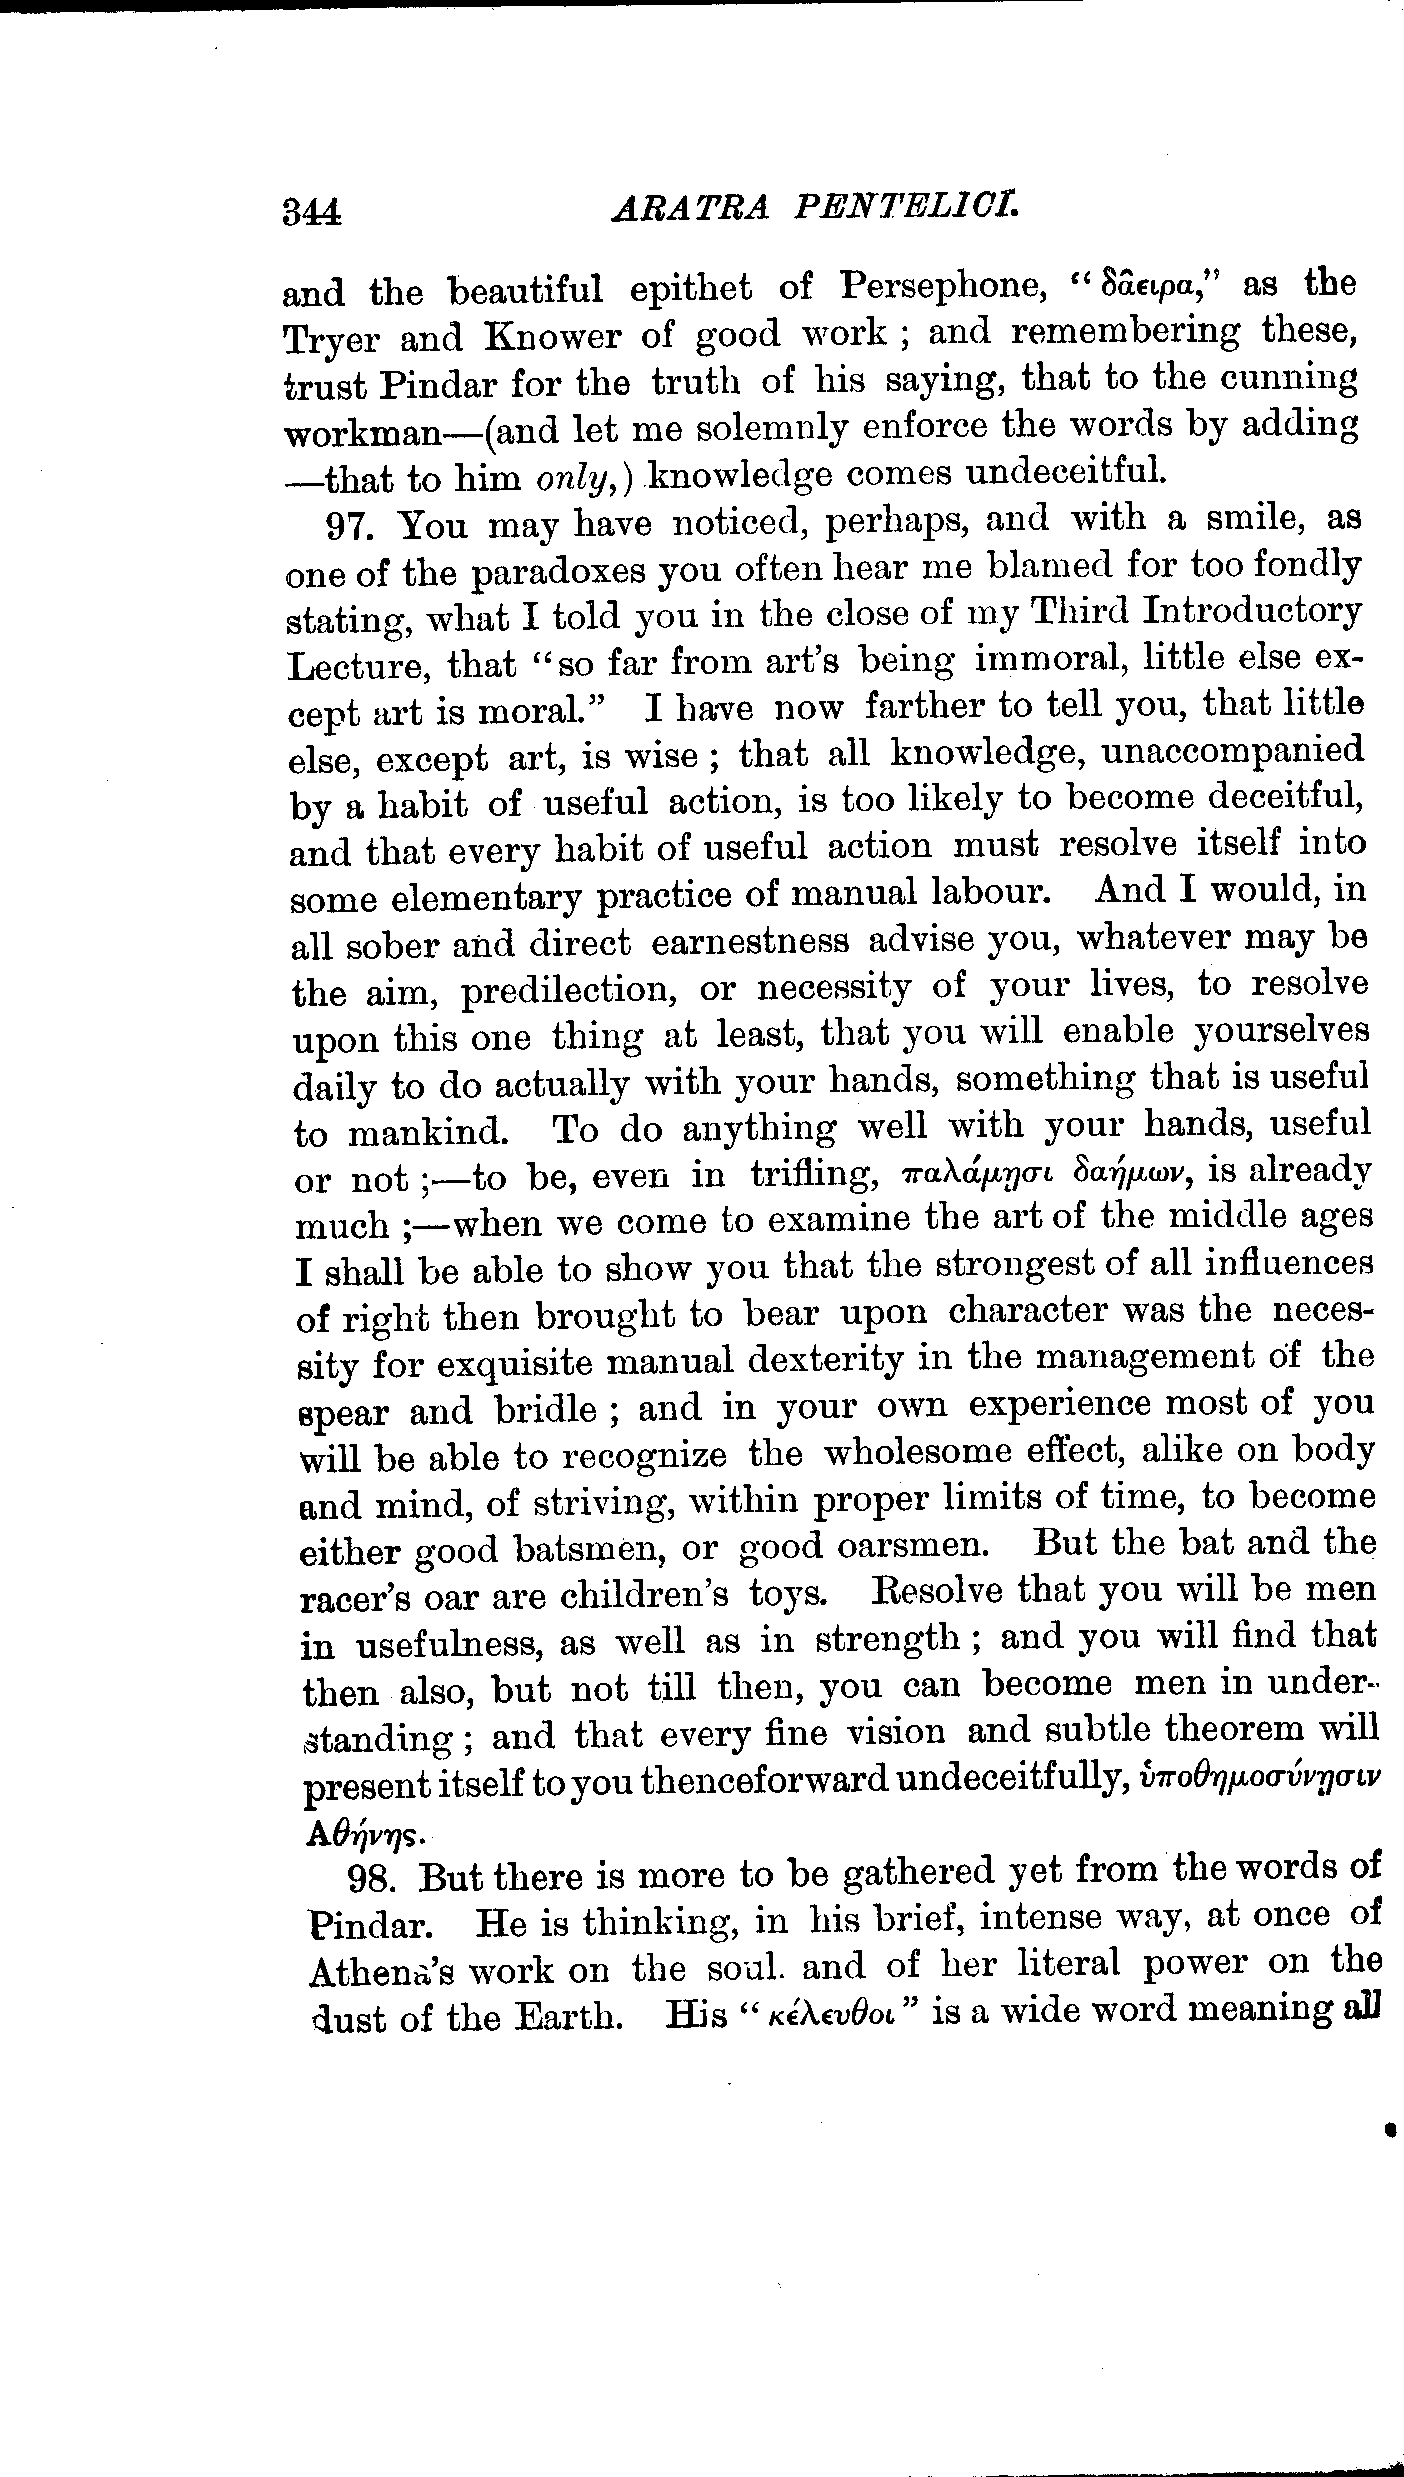 344 ARATRA PENTELICI.
and the beautiful epithet of Persephone, “δᾶειρα,” as the
Tryer and Knower of good work ; and remembering these,
trust Pindar for the truth of his saying, that to the cunning
workman—(and let me solemnly enforce the words by adding
—that to him only,) knowledge comes undeceitful.
97. You may have noticed, perhaps, and with a smile, as
one of the paradoxes you often hear me blamed for too fondly
stating, what I told you in the close of my Third Introductory
Lecture, that “so far from art’s being immoral, little else ex-
cept art is moral.” I have now farther to tell you, that little
else, except art, is wise ; that all knowledge, unaccompanied
by a habit of useful action, is too likely to become deceitful,
and that every habit of useful action must resolve itself into
some elementary practice of manual labour. And I would, in
all sober and direct earnestness advise you, whatever may be
the aim, predilection, or necessity of your lives, to resolve
upon this one thing at least, that you will enable yourselves
daily to do actually with your hands, something that is useful
to mankind. To do anything well with your hands, useful
or not ;—to be, even in trifling, παλάμῃσι δαήμων, is already
much ;—when we come to examine the art of the middle ages
I shall be able to show you that the strongest of all influences
of right then brought to bear upon character was the neces-
sity for exquisite manual dexterity in the management of the
spear and bridle ; and in your own experience most of you
will be able to recognize the wholesome effect, alike on body
and mind, of striving, within proper limits of time, to become
either good batsmen, or good oarsmen. But the bat and the
racer’s oar are children’s toys. Resolve that you will be men
in usefulness, as well as in strength ; and you will find that
then also, but not till then, you can become men in under-
standing ; and that every fine vision and subtle theorem will
present itself to you thenceforward undeceitfully, ὑποθημοσύνῃσιν
Αθήνης.
98. But there is more to be gathered yet from the words of
Pindar. He is thinking, in his brief, intense way, at once of
Athena’s work on the soul. and of her literal power on the
dust of the Earth. His “κέλευθοι” is a wide word meaning all